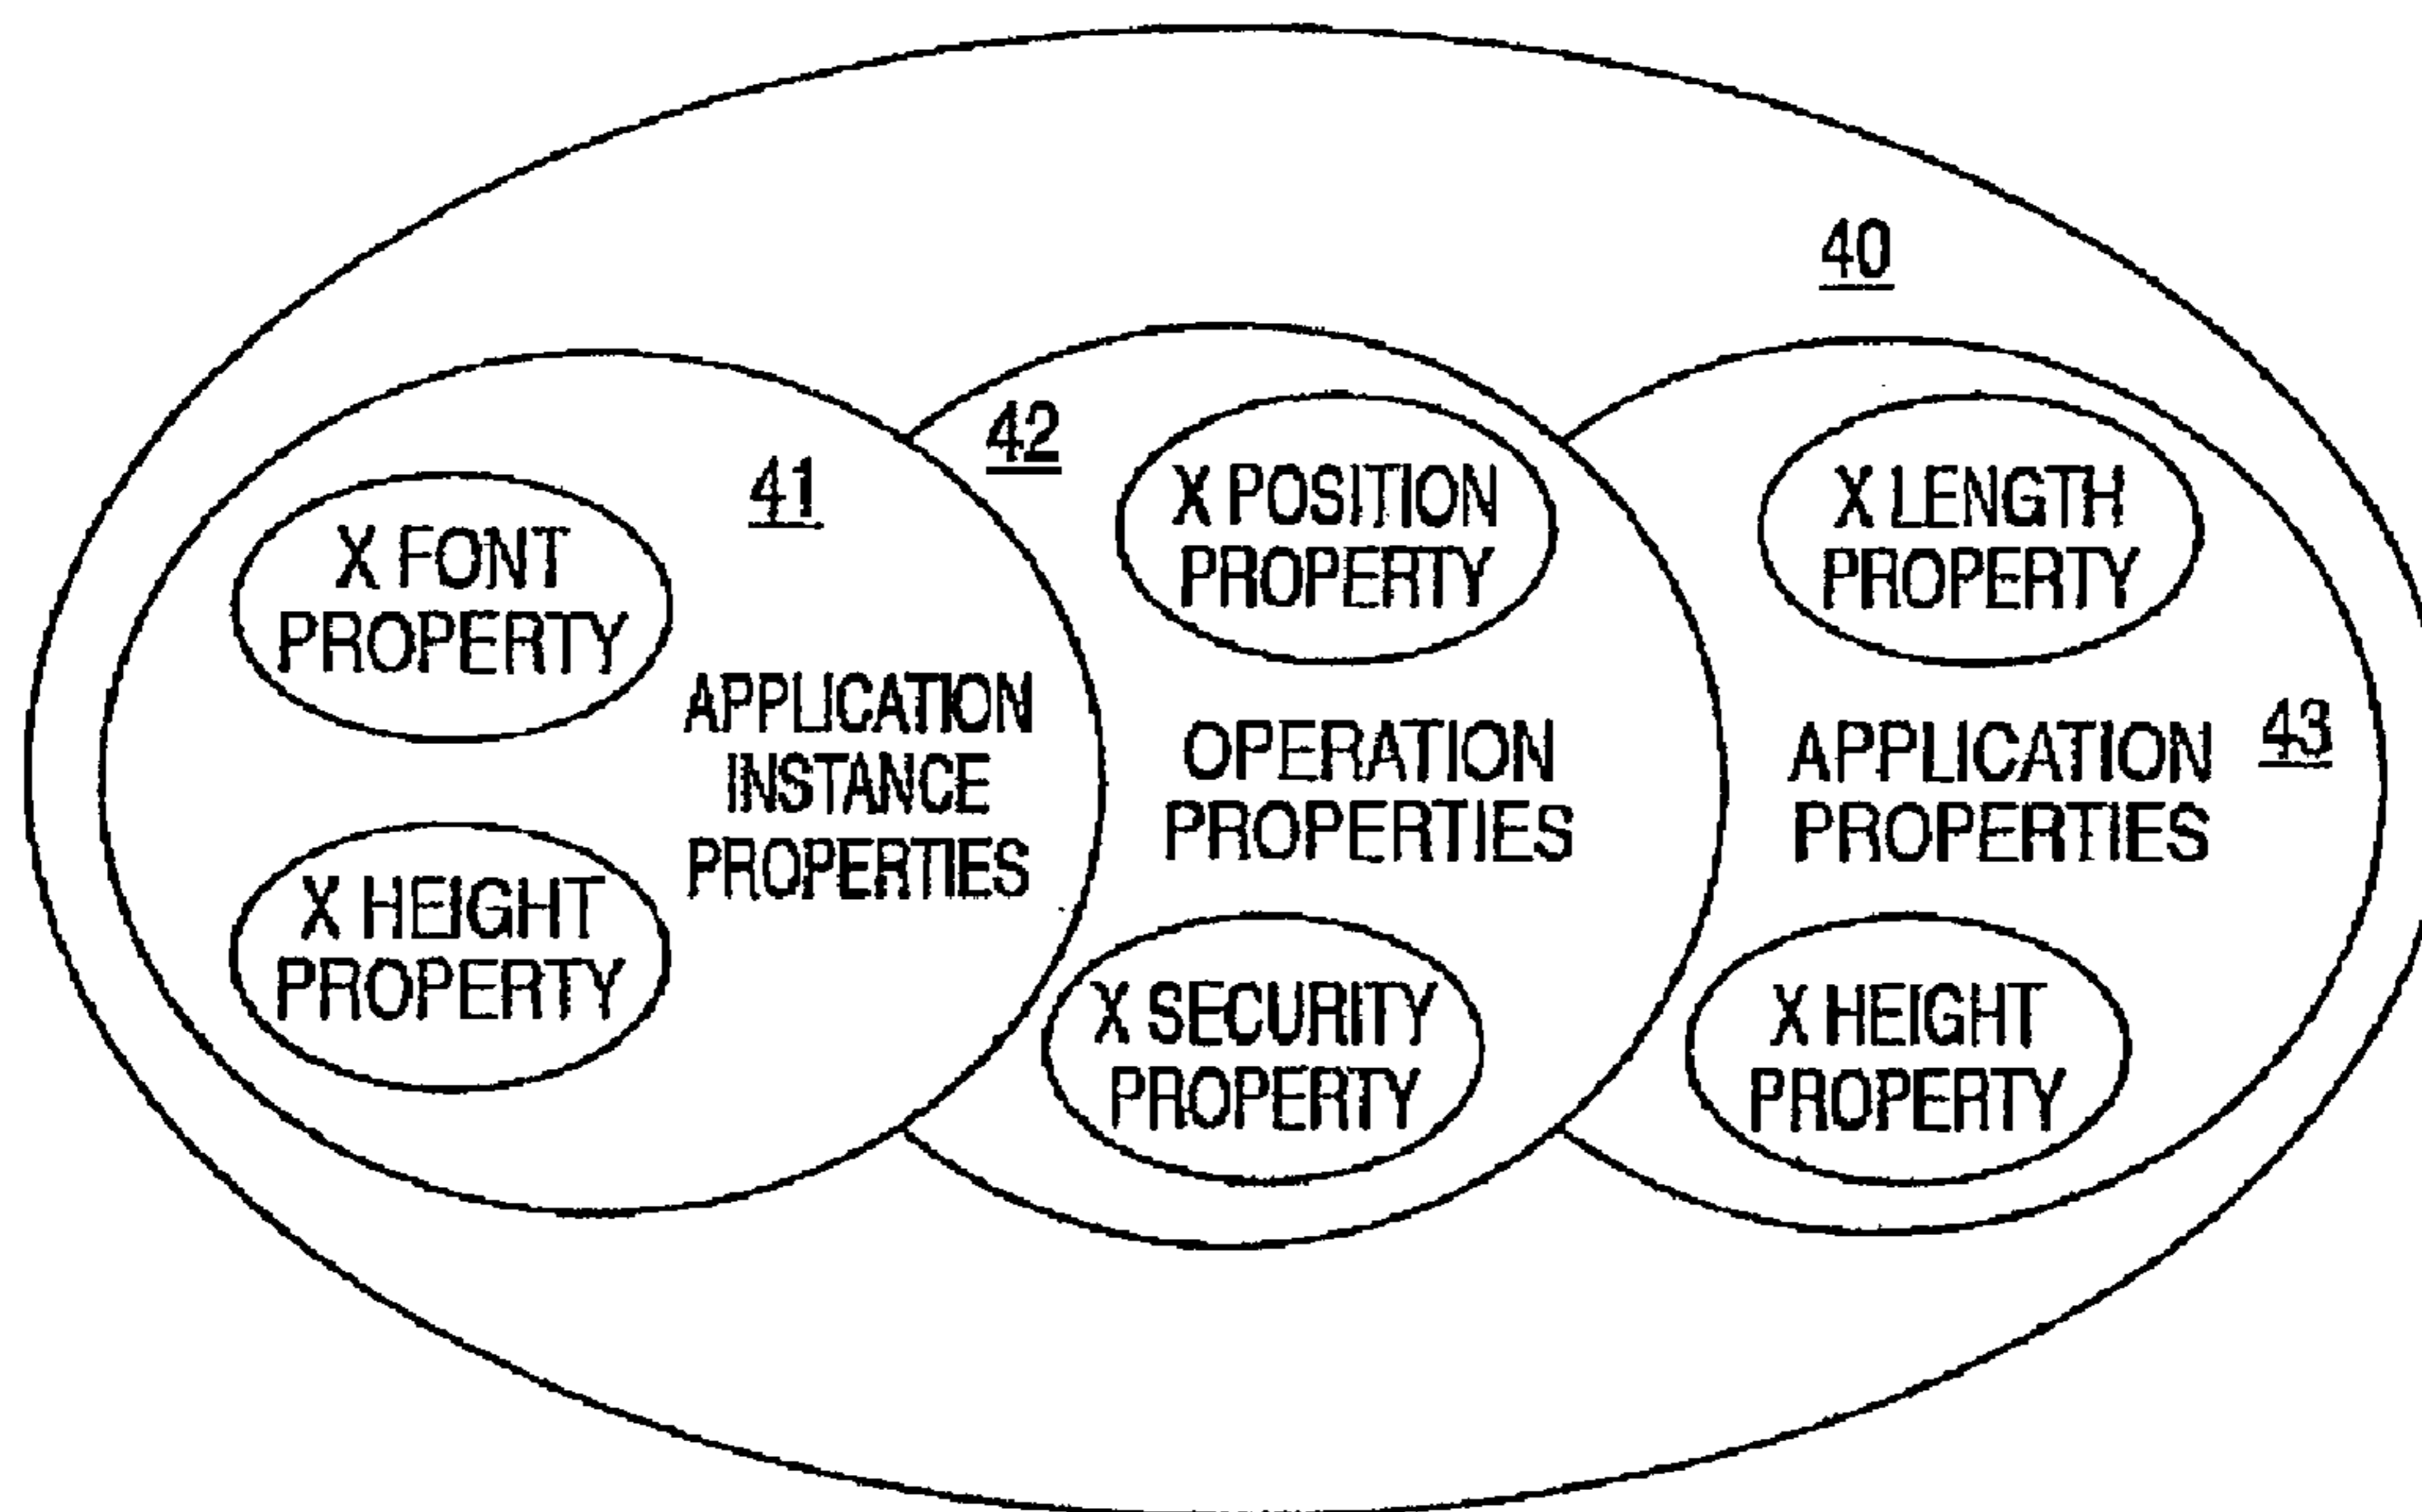 40
41
X FONT
PROPERTY
APPLICATION
INSTANCE
PROPERTIES
X HEIGHT
PROPERTY
42
X POSITION
PROPERTY
OPERATION
PROPERTIES
X SECURITY
PROPERTY
X LENGTH
PROPERTY
43
APPLICATION
PROPERTIES
X HEIGHT
PROPERTY